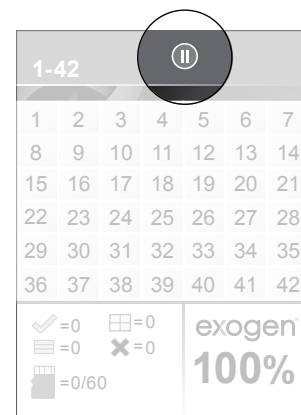 1-42
1 2 3 4 5 6 7
8 9 10 11 12 13 14
15 16 17 18 19 20 21
22 23 24 25 26 27 28
29 30 31 32 33 34 35
36 37 38 39 40 41 42
=0 =0
=0 =0
=0/60
exogen
100%